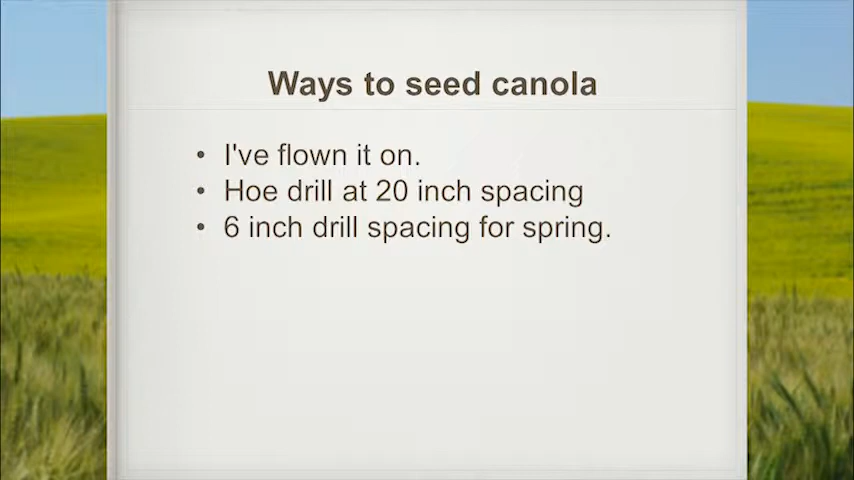 Ways to seed canola
• I've flown it on.
• Hoe drill at 20 inch spacing
• 6 inch drill spacing for spring.